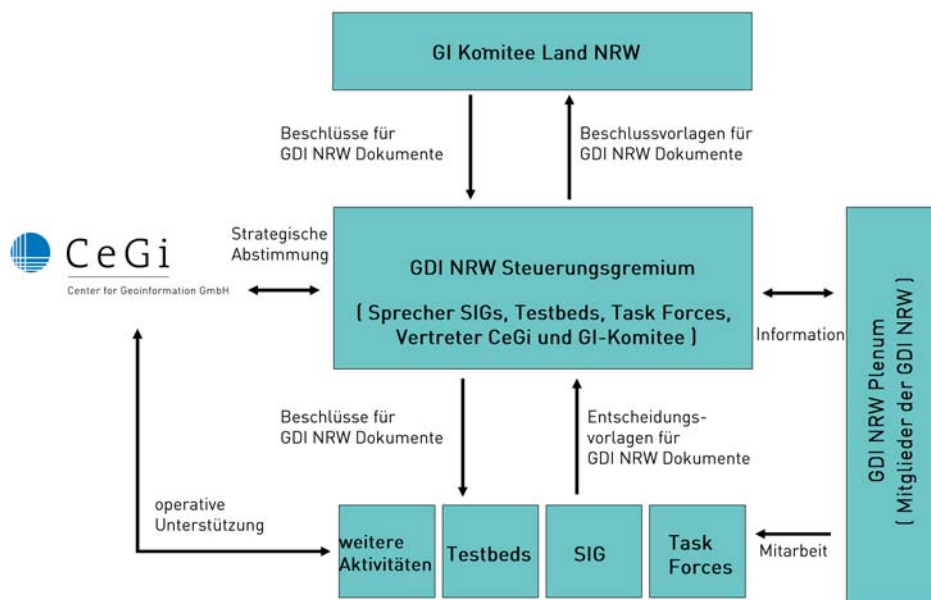 GI Komitee Land NRW
Beschlüsse für
GDI NRW Dokumente
Beschlussvorlagen für
GDI NRW Dokumente
CeGi
Center for Geoinformation GmbH
Strategische
Abstimmung
GDI NRW Steuerungsgremium
( Sprecher SIGs, Testbeds, Task Forces,
Vertreter CeGi und GI-Komitee )
Information
GDI NRW Plenum
( Mitglieder der GDI NRW )
Beschlüsse für
GDI NRW Dokumente
Entscheidungs-
vorlagen für
GDI NRW Dokumente
operative
Unterstützung
weitere
Aktivitäten
Testbeds
SIG
Task
Forces
Mitarbeit